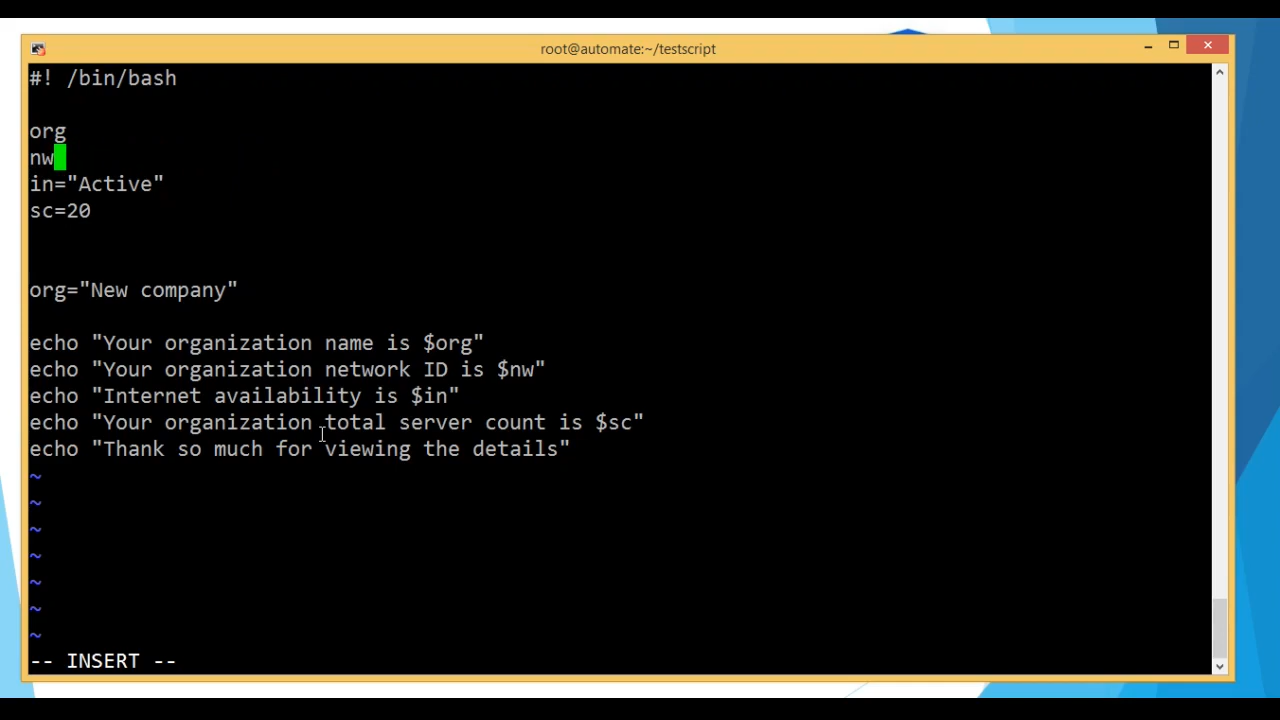 root@automate:~/testscript
#! /bin/bash
org
nw
in="Active"
sc=20
org="New company"
echo "Your organization name is $org"
echo "Your organization network ID is $nw"
echo "Internet availability is $in"
echo "Your organization total server count is $sc"
echo "Thank so much for viewing the details"
~
~
~
~
~
~
~
-- INSERT --